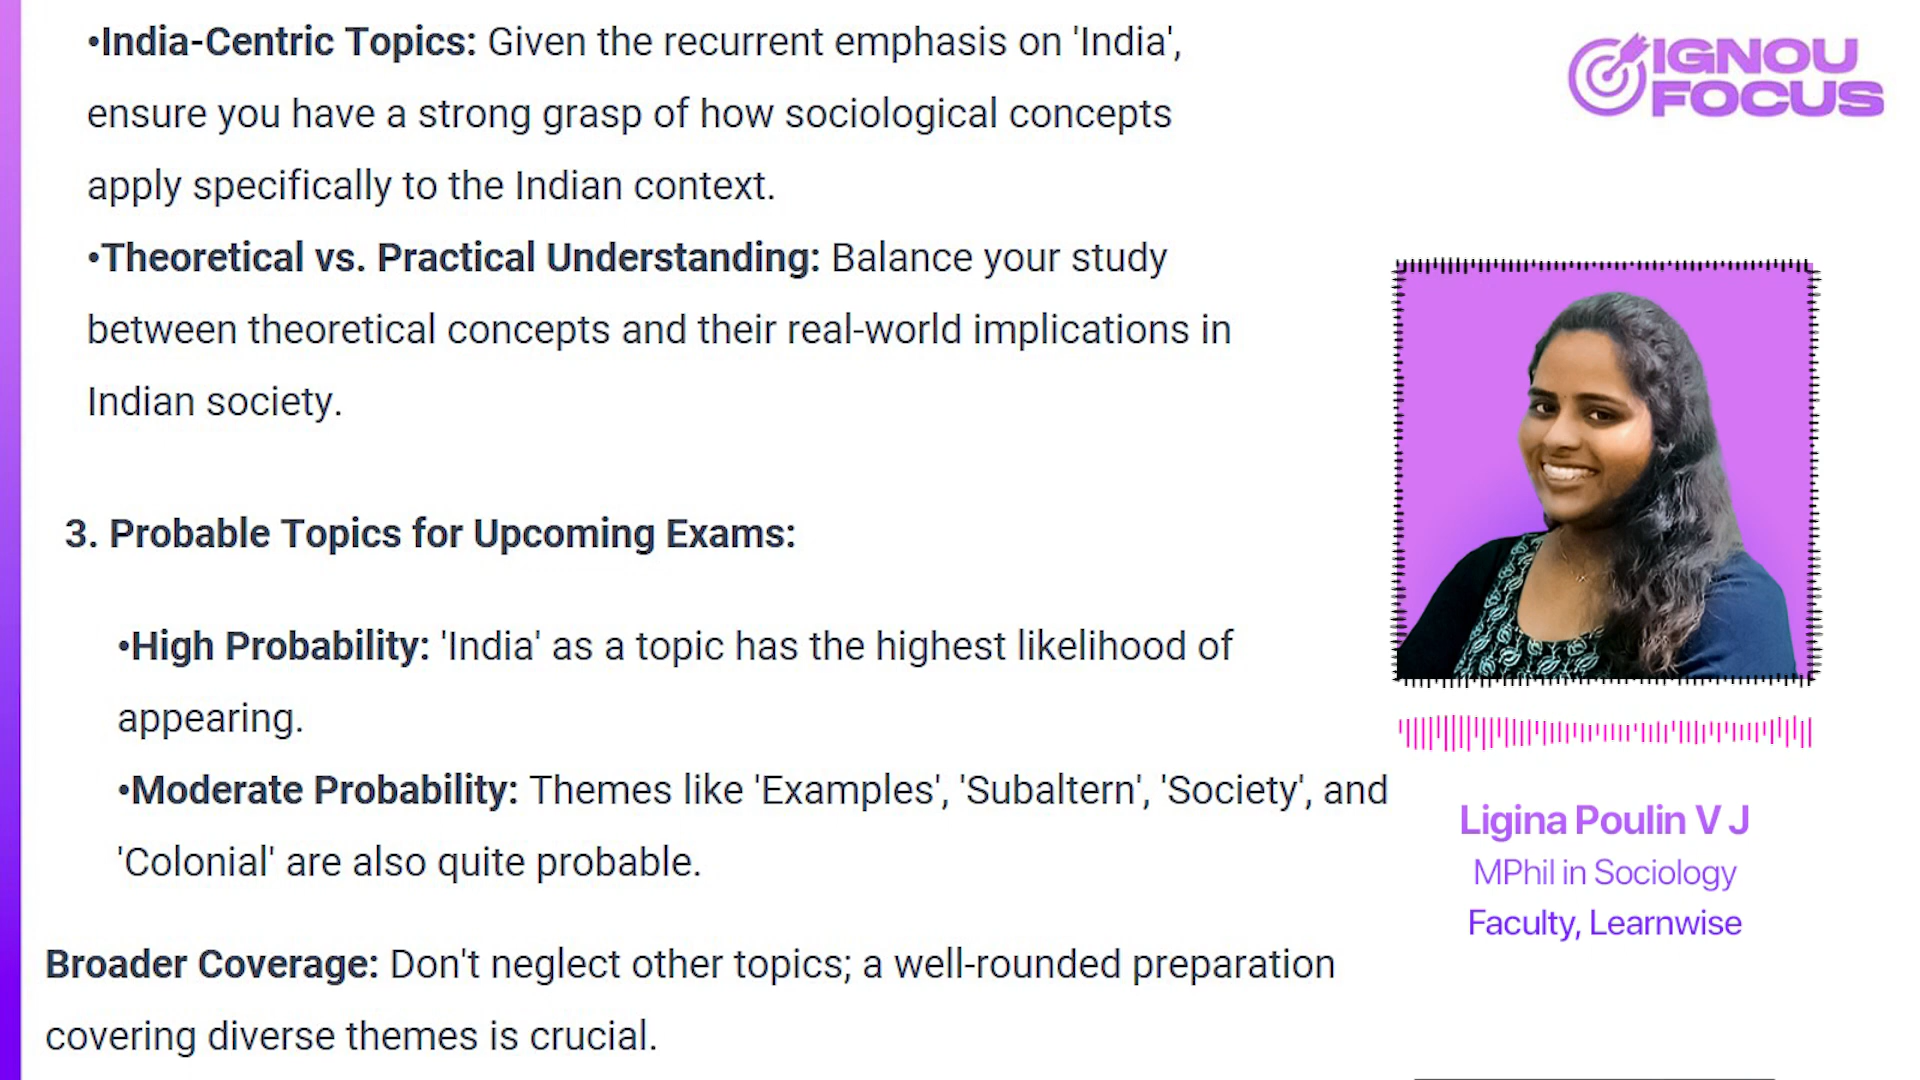 •India-Centric Topics: Given the recurrent emphasis on 'India',
ensure you have a strong grasp of how sociological concepts
apply specifically to the Indian context.
•Theoretical vs. Practical Understanding: Balance your study
between theoretical concepts and their real-world implications in
Indian society.
3. Probable Topics for Upcoming Exams:
•High Probability: 'India' as a topic has the highest likelihood of
appearing.
•Moderate Probability: Themes like 'Examples', 'Subaltern', 'Society', and
'Colonial' are also quite probable.
Broader Coverage: Don't neglect other topics; a well-rounded preparation
covering diverse themes is crucial.
IGNOU
FOCUS
Ligina Poulin V J
MPhil in Sociology
Faculty, Learnwise